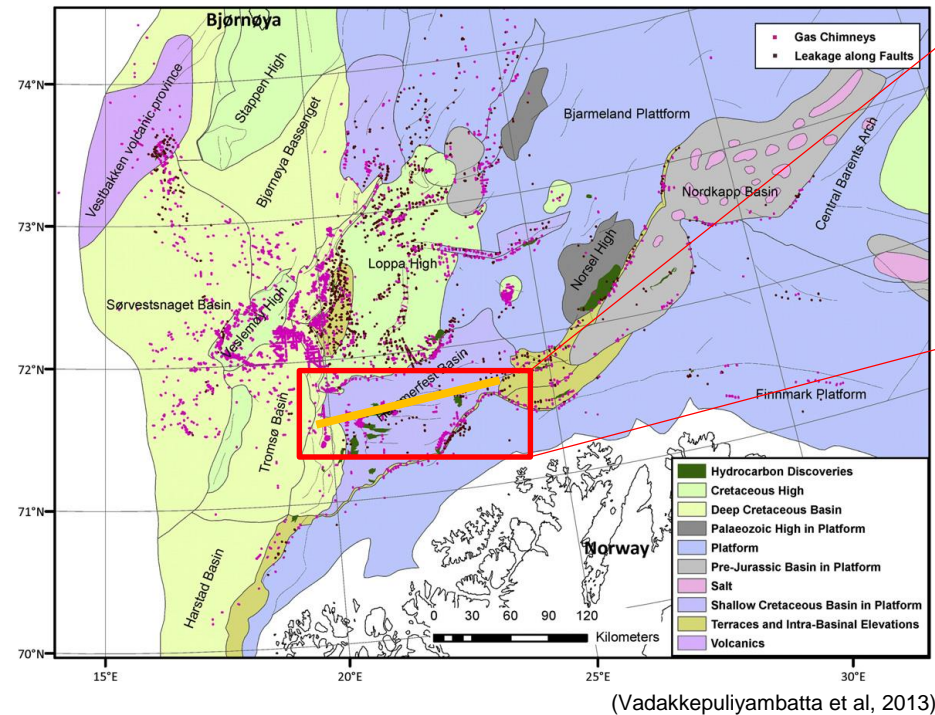 Bjørnøya
Gas Chimneys
Leakage along Faults
74°N
73°N
72°N
71°N
70°N
Vestbakken volcanic province
Stappen High
Bjørnøya Bassenget
Bjarmeland Plattform
Nordkapp Basin
Central Barents Arch
Loppa High
Norsel High
Sørvestsnaget Basin
Veslemøy High
Hammerfest Basin
Tromsø Basin
Finnmark Platform
Harstad Basin
Norway
0 30 60 90 120
Kilometers
Hydrocarbon Discoveries
Cretaceous High
Deep Cretaceous Basin
Palaeozoic High in Platform
Platform
Pre-Jurassic Basin in Platform
Salt
Shallow Cretaceous Basin in Platform
Terraces and Intra-Basinal Elevations
Volcanics
15°E 20°E 25°E 30°E
(Vadakkepuliyambatta et al, 2013)